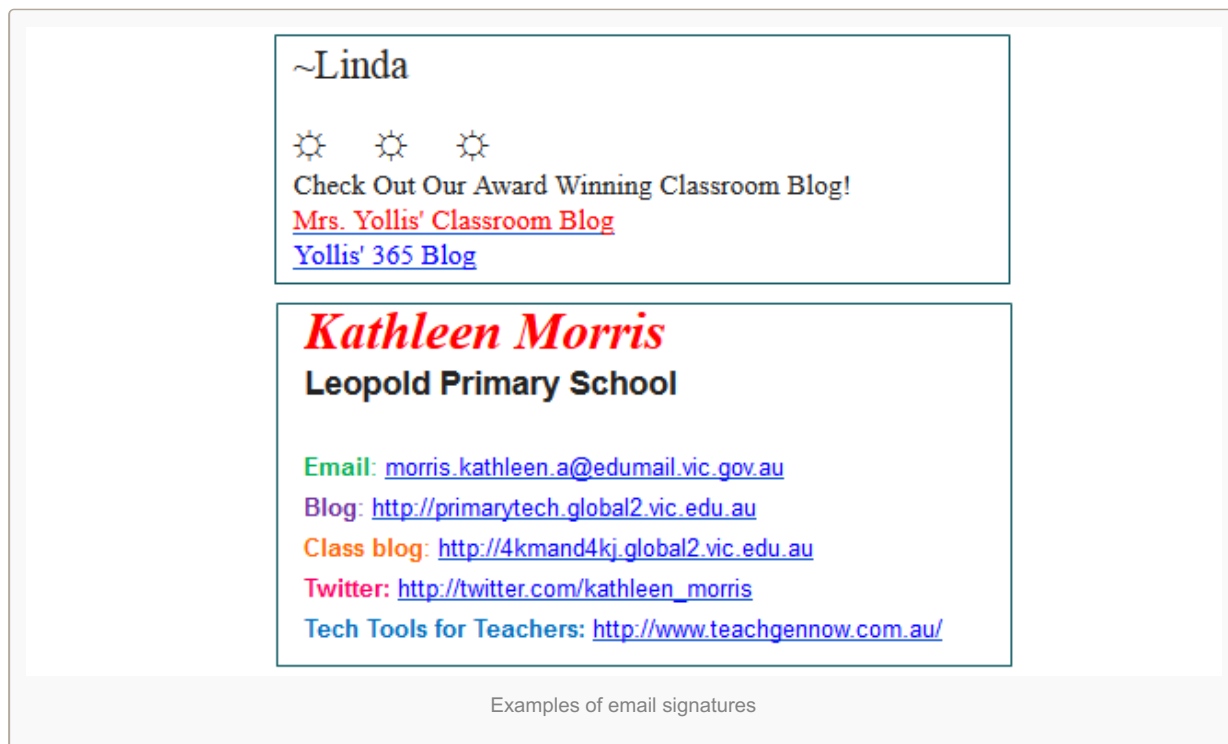 ~Linda
☼ ☼ ☼
Check Out Our Award Winning Classroom Blog!
Mrs. Yollis' Classroom Blog
Yollis' 365 Blog
Kathleen Morris
Leopold Primary School
Email: morris.kathleen.a@edumail.vic.gov.au
Blog: http://primarytech.global2.vic.edu.au
Class blog: http://4kmand4kj.global2.vic.edu.au
Twitter: http://twitter.com/kathleen_morris
Tech Tools for Teachers: http://www.teachgennow.com.au/
Examples of email signatures